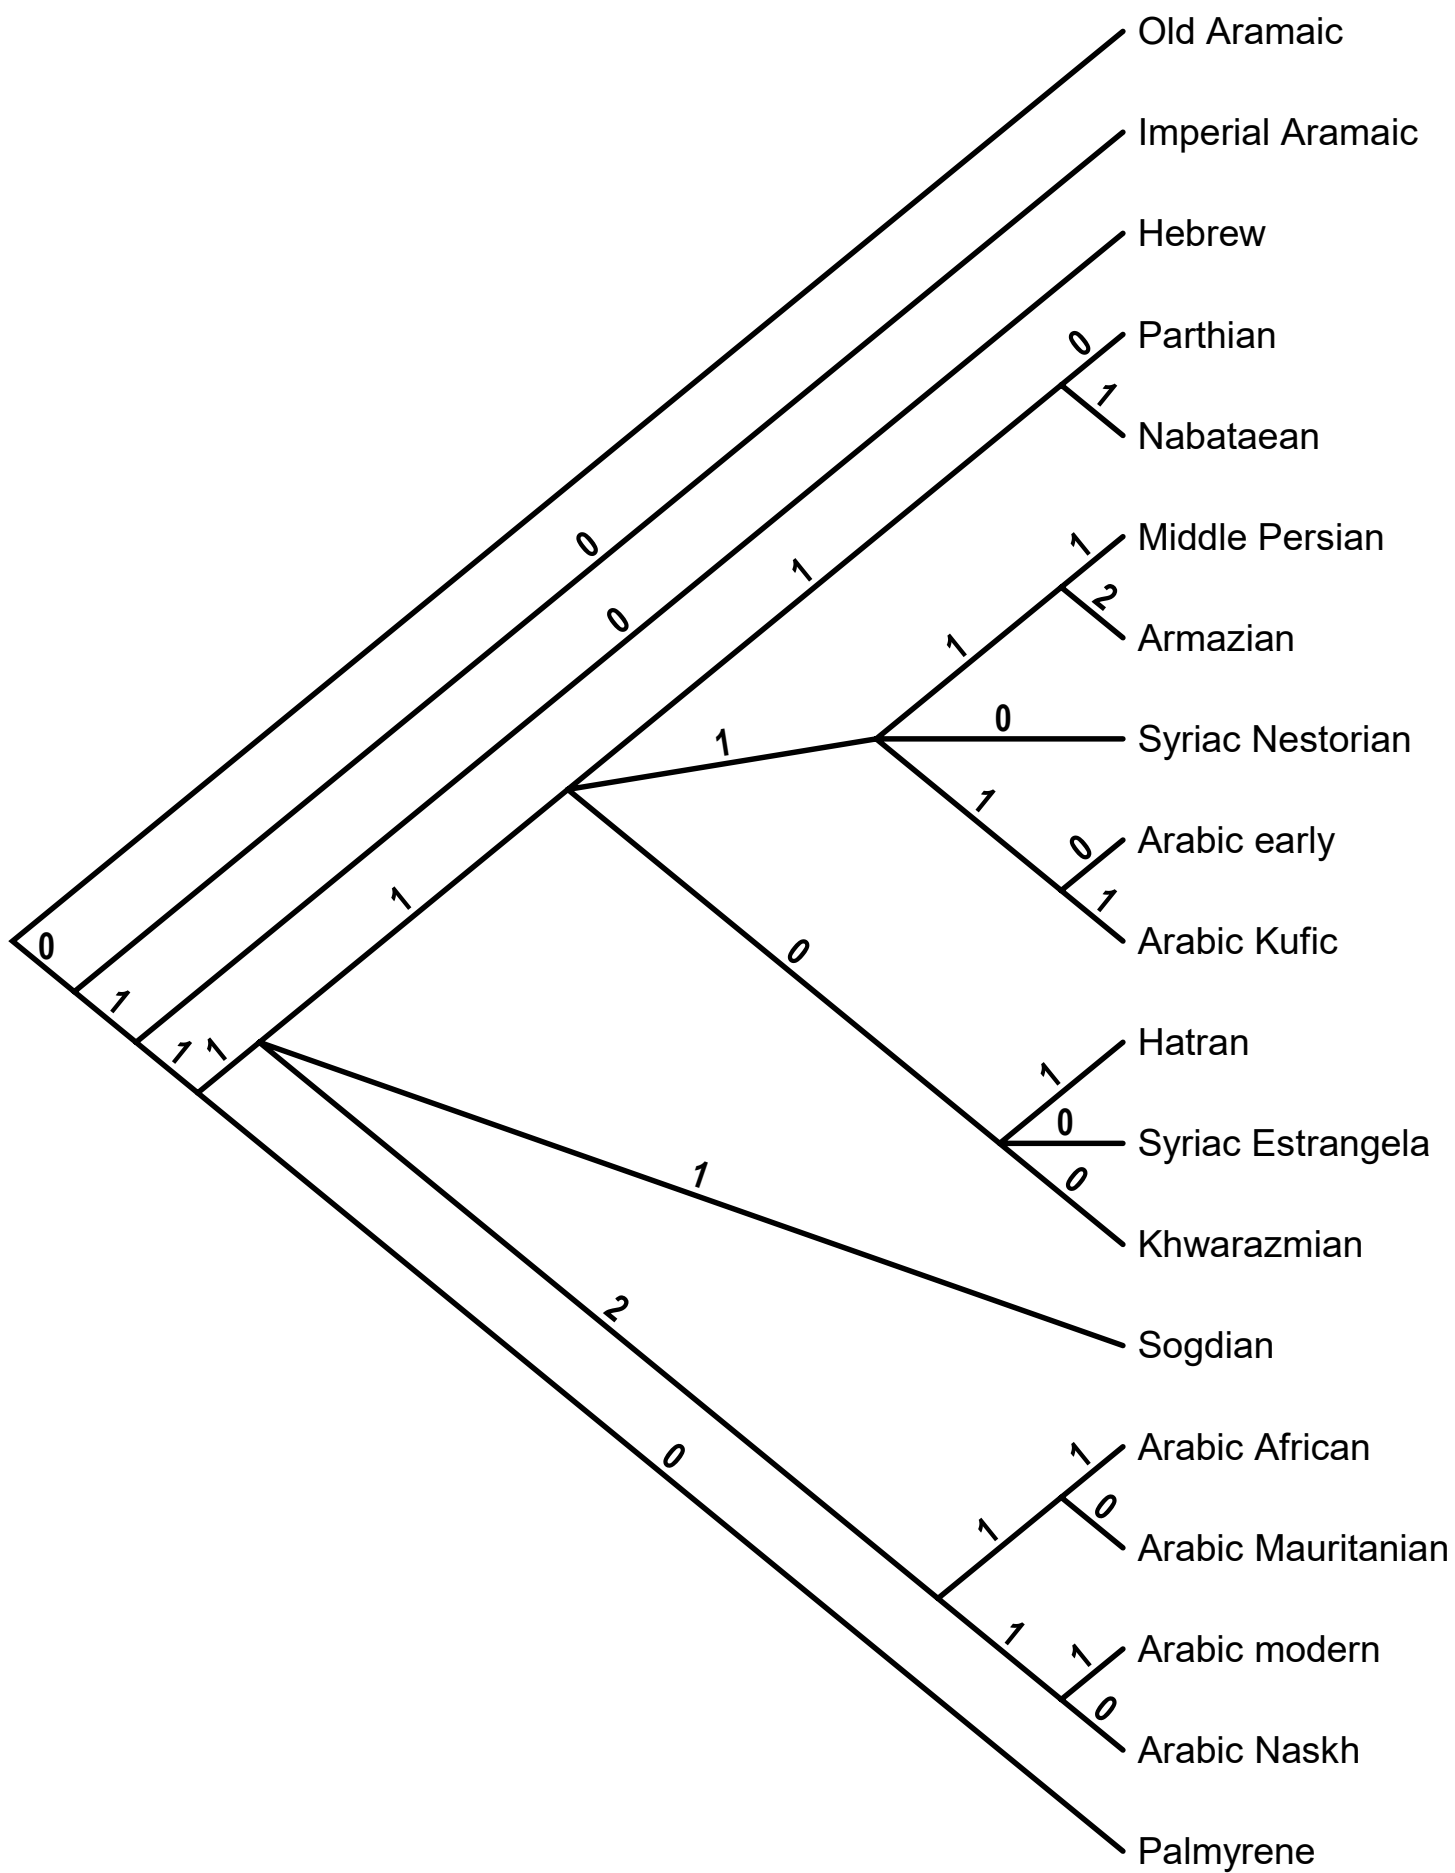 Old Aramaic
Imperial Aramaic
Hebrew
0
Parthian
1
Nabataean
1
Middle Persian
0
1
2
Armazian
0
1
0
Syriac Nestorian
1
1
0
Arabic early
1
1
Arabic Kufic
0
0
1
Hatran
1
1
1
0
Syriac Estrangela
1
0
Khwarazmian
2
Sogdian
0
1
Arabic African
1
0
Arabic Mauritanian
1
1
Arabic modern
0
Arabic Naskh
Palmyrene